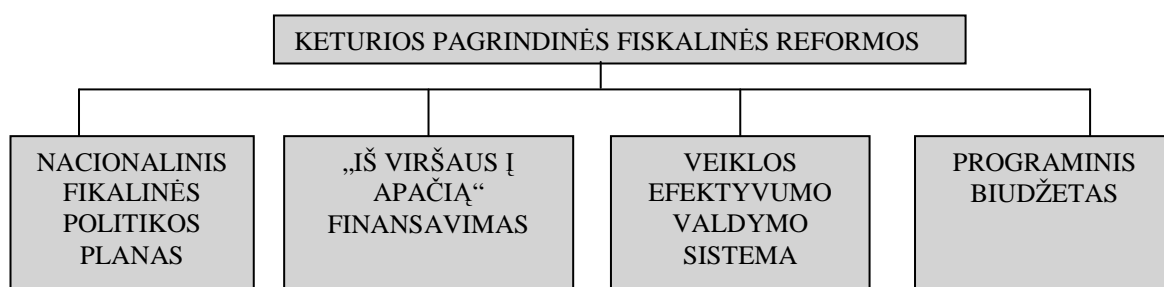 KETURIOS PAGRINDINĖS FISKALINĖS REFORMOS
NACIONALINIS
FIKALINĖS
POLITIKOS
PLANAS
„IŠ VIRŠAUS Į
APAČIĄ“
FINANSAVIMAS
VEIKLOS
EFEKTYVUMO
VALDYMO
SISTEMA
PROGRAMINIS
BIUDŽETAS